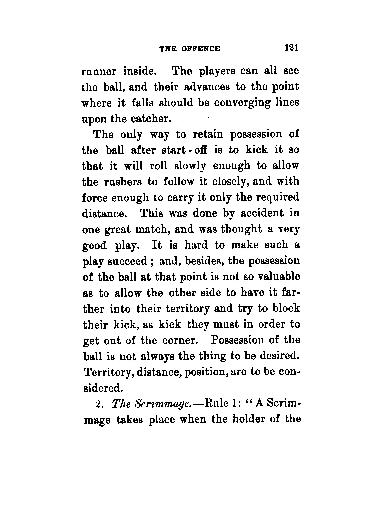 THE OFFENCE 121
runner inside. The players can all see
the ball, and their advances to the point
where it falls should be converging lines
upon the catcher.
The only way to retain possession of
the ball after start-off is to kick it so
that it will roll slowly enough to allow
the rushers to follow it closely, and with
force enough to carry it only the required
distance. This was done by accident in
one great match, and was thought a very
good play. It is hard to make such a
play succeed; and, besides, the possession
of the ball at that point is not so valuable
as to allow the other side to have it far-
ther into their territory and try to block
their kick, as kick they must in order to
get out of the corner. Possession of the
ball is not always the thing to be desired.
Territory, distance, position, are to be con-
sidered.
2. The Scrimmage.—Rule 1: "A Scrim-
mage takes place when the holder of the